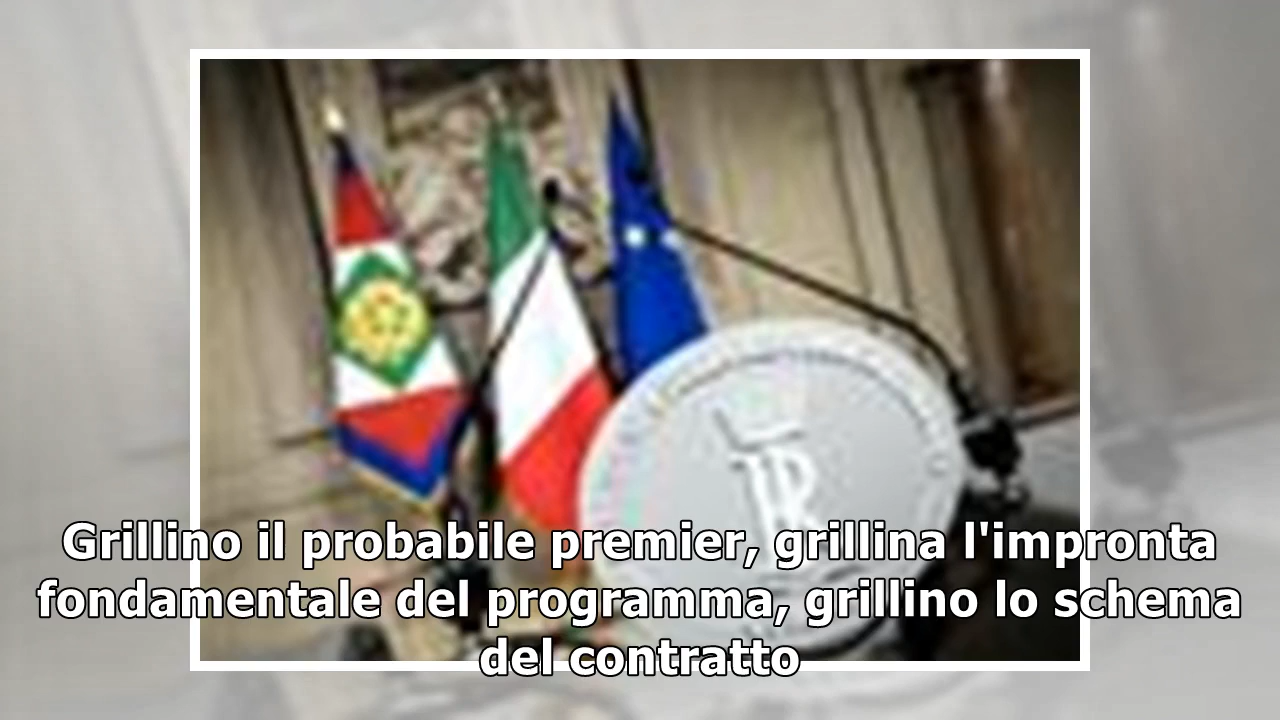 Grillino il probabile premier, grillina l'impronta
fondamentale del programma, grillino lo schema
del contratto